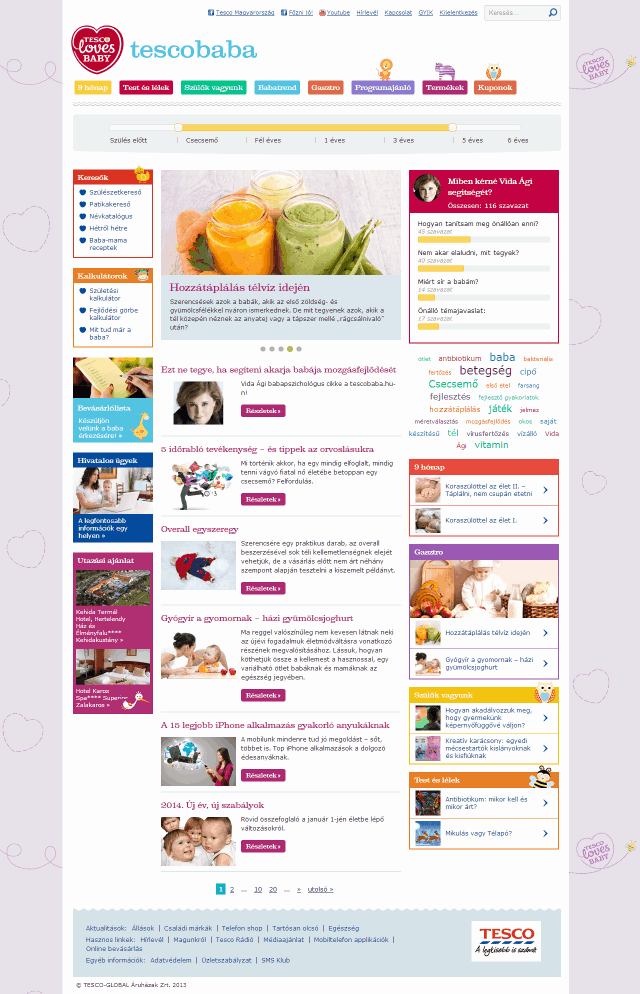 Tesco Magyarország
Főzni ló!
Youtube
Hírlevél
Kapcsolat
GYIK
Kijelentkezés
Keresés...
TESCO
loves
BABY
tescobaba
9 hónap
Test és lélek
Szülők vagyunk
Babatrend
Gasztro
Programajánló
Termékek
Kuponok
Szülés előtt
Csecsemő
Fél éves
1 éves
3 éves
5 éves
6 éves
Keresők
Szülészetkereső
Patikakereső
Névkatalógus
Hétről hétre
Baba-mama
receptek
Kalkulátorok
Születési
kalkulátor
Fejlődési görbe
kalkulátor
Mit tud már a
baba?
Bevásárlólista
Készüljön
velünk a baba
érkezésére! »
Hivatalos ügyek
A legfontosabb
információk egy
helyen »
Utazási ajánlat
Kehida Termál
Hotel, Hertelendy
Ház és
Élményfalu****
Kehidakustány »
Hotel Karos
Spa**** Superior
Zalakaros »
Hozzátáplálás télvíz idején
Szerencsések azok a babák, akik az első zöldség- és
gyümölcsfélékkel nyáron ismerkednek. De mit tegyenek azok, akik a
tél közepén néznek az anyatej vagy a tápszer mellé „rágcsálnivaló”
után?
Ezt ne tegye, ha segíteni akarja babája mozgásfejlődését
Vida Ági babapszichológus cikke a tescobaba.hu-
n!
Részletek »
5 időrabló tevékenység – és tippek az orvoslásukra
Mi történik akkor, ha egy mindig elfoglalt, mindig
tenni vágyó fiatal nő életébe betoppan egy
csecsemő? Felfordulás.
Részletek »
Overall egyszeregy
Szerencsére egy praktikus darab, az overall
beszerzésével sok téli kellemetlenségnek elejét
vehetjük, de a vásárlás előtt nem árt néhány
szempont alapján tesztelni a kiszemelt példányt.
Részletek »
Gyógyír a gyomornak – házi gyümölcsjoghurt
Ma reggel valószínűleg nem kevesen látnak neki
az újévi fogadalmuk életmódváltásra vonatkozó
részének megvalósításához. Lássuk, hogyan
köthetjük össze a kellemest a hasznossal, egy
variálható ötlet babáknak és mamáknak az
egészség jegyében.
Részletek »
A 15 legjobb iPhone alkalmazás gyakorló anyukáknak
A mobilunk mindenre tud jó megoldást – sőt,
többet is. Top iPhone alkalmazások a dolgozó
édesanyáknak.
Részletek »
2014. Új év, új szabályok
Rövid összefoglaló a január 1-jén életbe lépő
változásokról.
Részletek »
1 2 ... 10 20 ... » utolsó »
Miben kérné Vida Ági
segítségét?
Összesen: 116 szavazat
Hogyan tanítsam meg önállóan enni?
46 szavazat
Nem akar elaludni, mit tegyek?
40 szavazat
Miért sír a babám?
14 szavazat
Önálló témajavaslat:
17 szavazat
ötlet antibiotikum baba bakteriális
fertőzés betegség cipő
Csecsemő első étel farsang
fejlesztés fejlesztő gyakorlatok
hozzátáplálás játék jelmez
méretválasztás mozgásfejlődés okos saját
készítésű tél vírusfertőzés vízálló Vida
Ági vitamin
9 hónap
Koraszülöttel az élet II. –
Táplálni, nem csupán etetni
Koraszülöttel az élet I.
Gasztro
Hozzátáplálás télvíz idején
Gyógyír a gyomornak – házi
gyümölcsjoghurt
Szülők vagyunk
Hogyan akadályozzuk meg,
hogy gyermekünk
képernyőfüggővé váljon?
Kreatív karácsony: egyedi
mécsestartók kislányoknak
és kisfiúknak
Test és lélek
Antibiotikum: mikor kell és
mikor árt?
Mikulás vagy Télapó?
Aktualitások: Állások | Családi márkák | Telefon shop | Tartósan olcsó | Egészség
Hasznos linkek: Hírlevél | Magunkról | Tesco Rádió | Médiaajánlat | Mobiltelefon applikációk |
Online bevásárlás
Egyéb információk: Adatvédelem | Üzletszabályzat | SMS Klub
TESCO
A legkisebb is számít
© TESCO-GLOBAL Áruházak Zrt. 2013
TESCO
loves
BABY
TESCO
loves
BABY